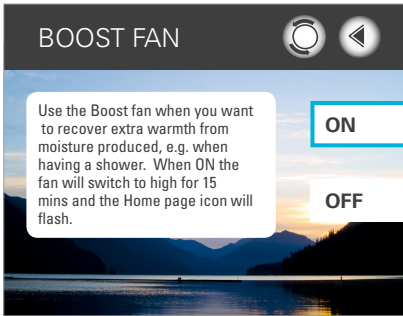 BOOST FAN
Use the Boost fan when you want
to recover extra warmth from
moisture produced, e.g. when
having a shower. When ON the
fan will switch to high for 15
mins and the Home page icon will
flash.
ON
OFF